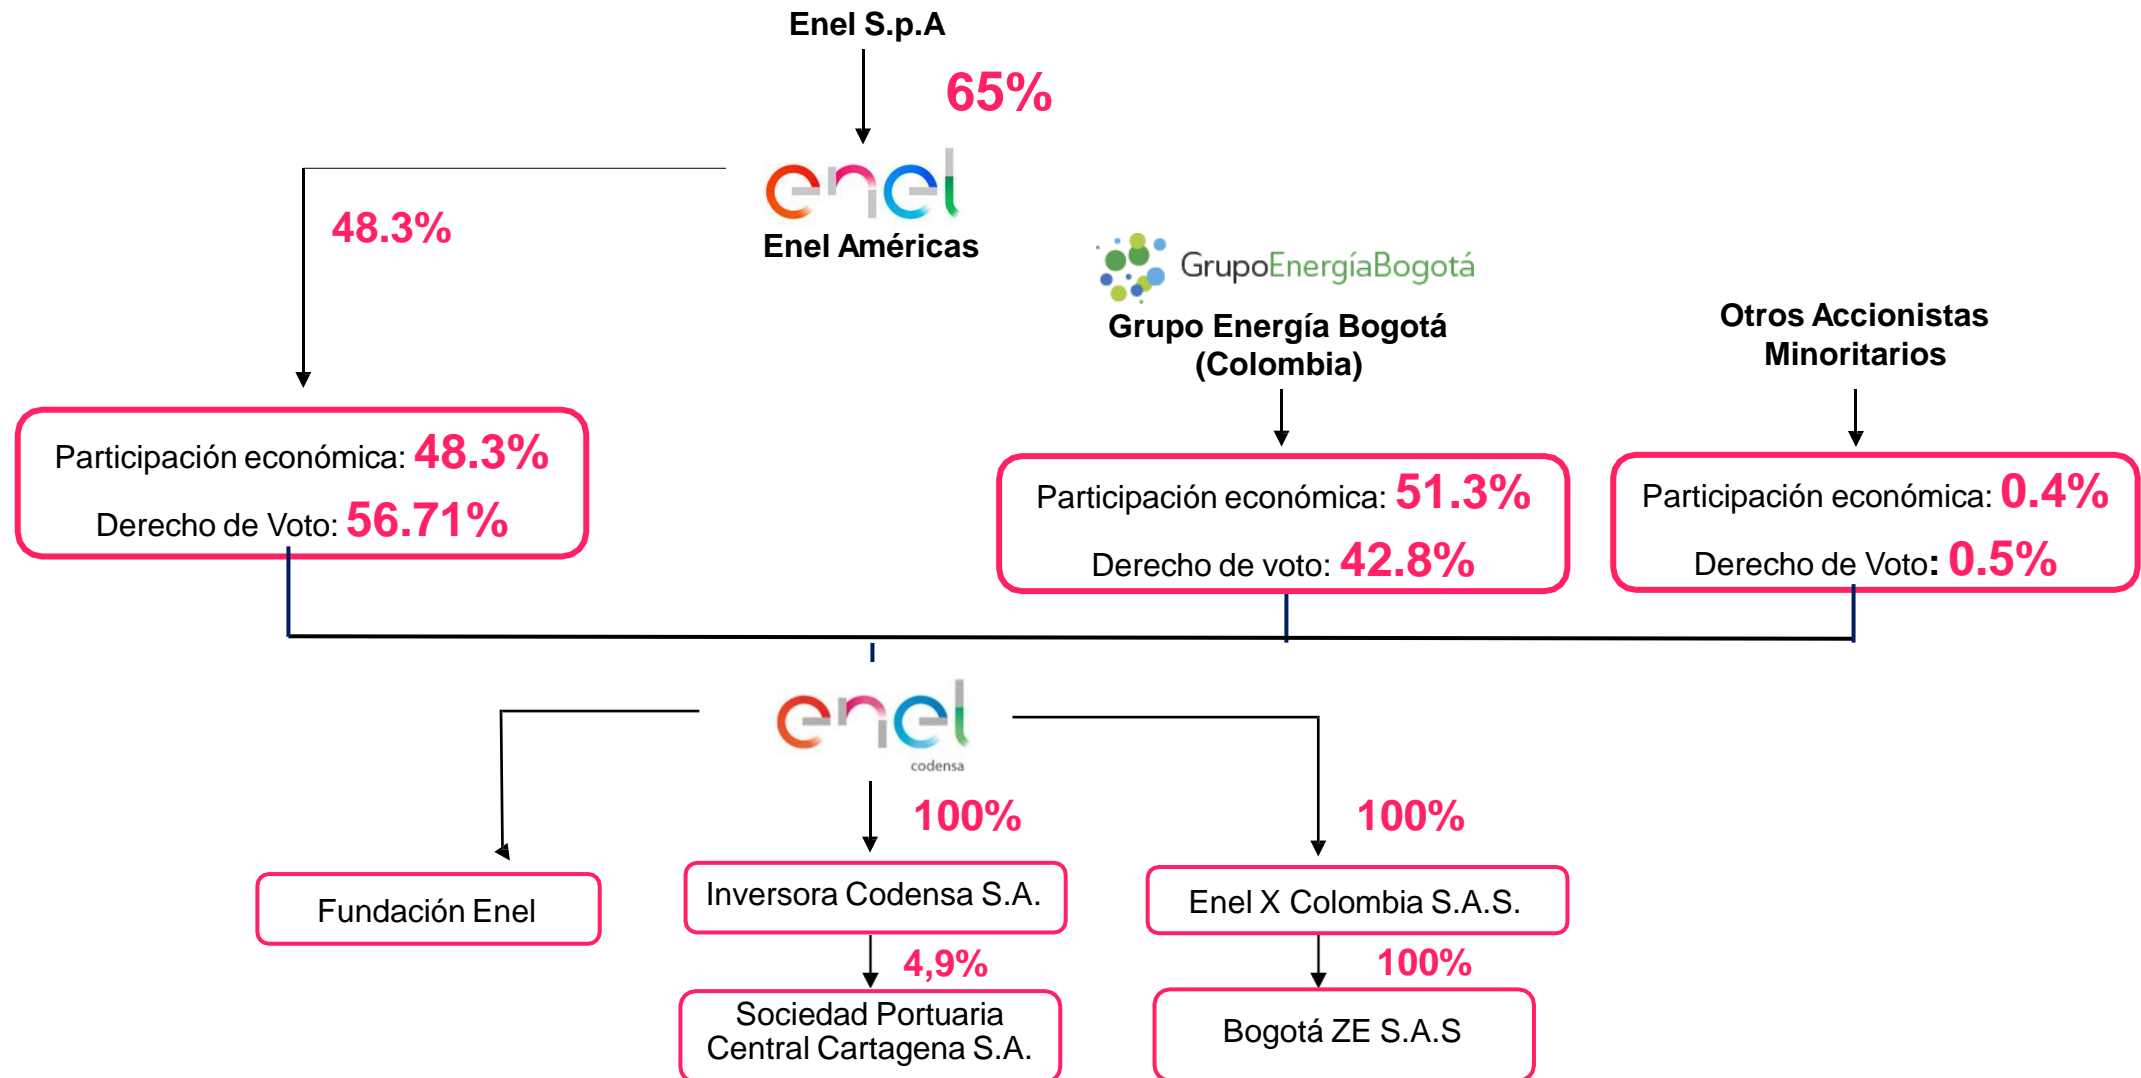 Enel S.p.A
65%
enel
Enel Américas
48.3%
GrupoEnergíaBogotá
Grupo Energía Bogotá
(Colombia)
Otros Accionistas
Minoritarios
Participación económica: 48.3%
Derecho de Voto: 56.71%
Participación económica: 51.3%
Derecho de voto: 42.8%
Participación económica: 0.4%
Derecho de Voto: 0.5%
enel
codensa
100%
100%
Fundación Enel
Inversora Codensa S.A.
Enel X Colombia S.A.S.
4,9%
100%
Sociedad Portuaria
Central Cartagena S.A.
Bogotá ZE S.A.S